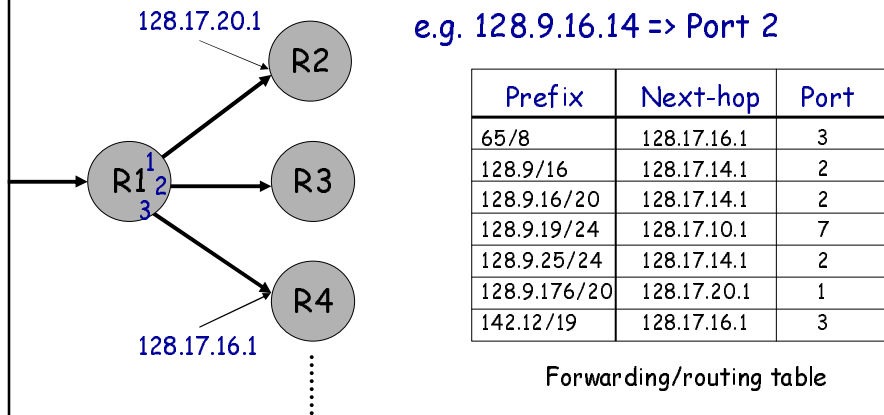 128.17.20.1
e.g. 128.9.16.14 => Port 2
R2
R1
1
2
3
R3
R4
128.17.16.1
Prefix Next-hop Port
65/8 128.17.16.1 3
128.9/16 128.17.14.1 2
128.9.16/20 128.17.14.1 2
128.9.19/24 128.17.10.1 7
128.9.25/24 128.17.14.1 2
128.9.176/20 128.17.20.1 1
142.12/19 128.17.16.1 3
Forwarding/routing table